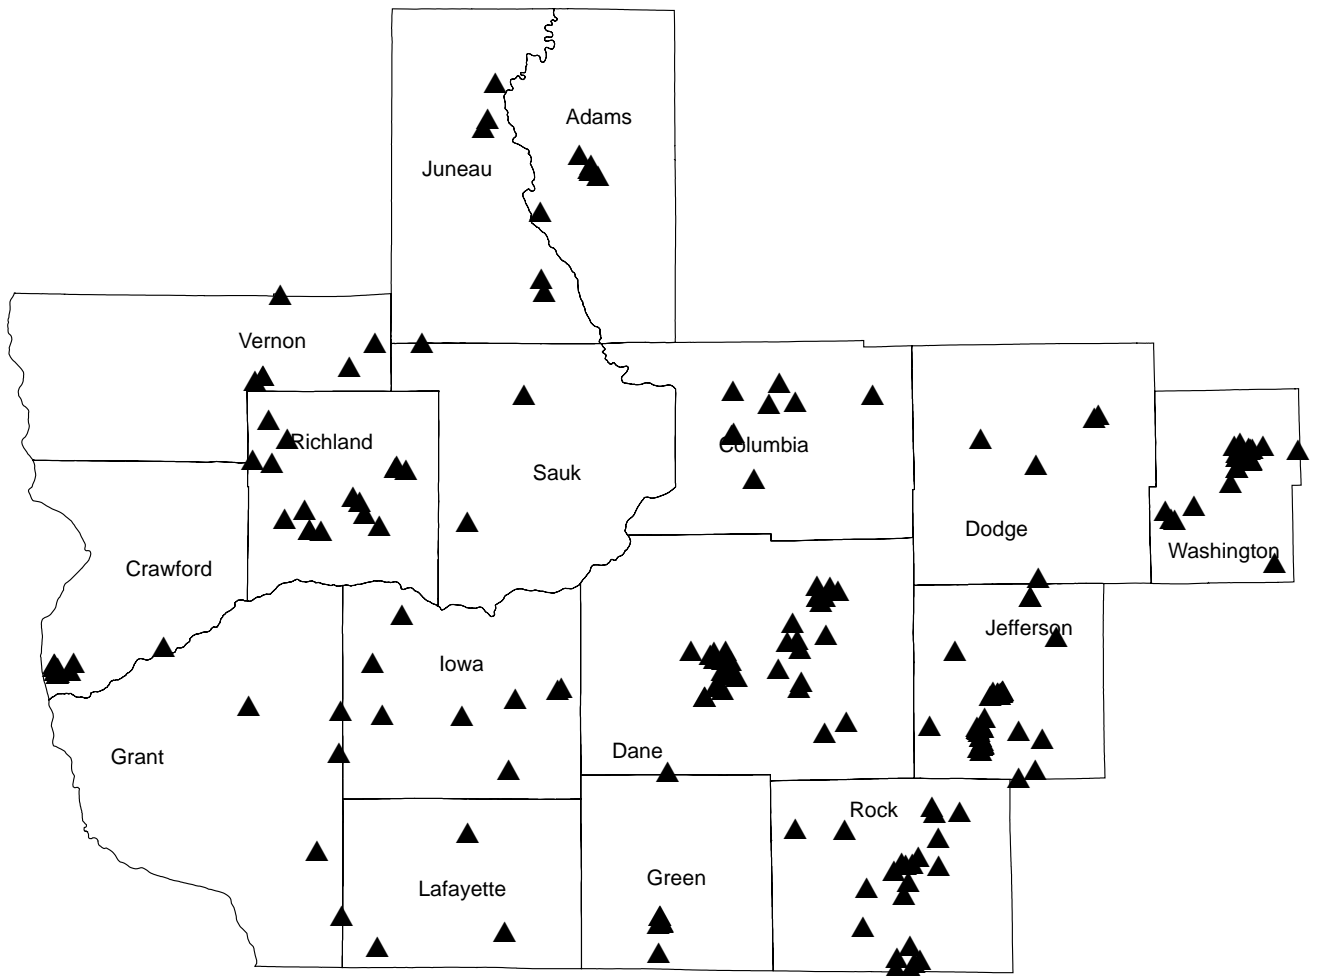 Adams
Juneau
Vernon
Richland
Columbia
Sauk
Dodge
Washington
Crawford
Jefferson
Iowa
Dane
Grant
Rock
Green
Lafayette